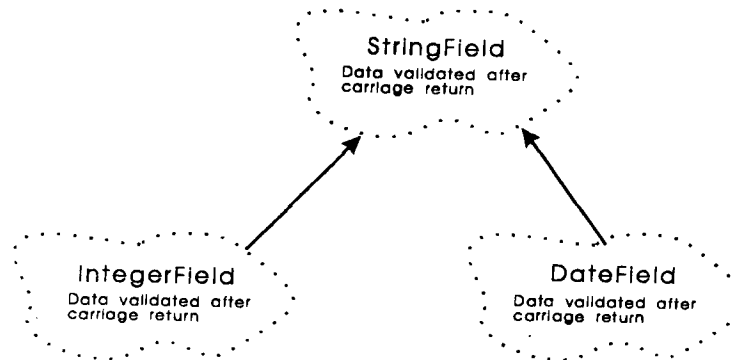 StringField
Data validated after
carriage return
IntegerField
Data validated after
carriage return
DateField
Data validated after
carriage return